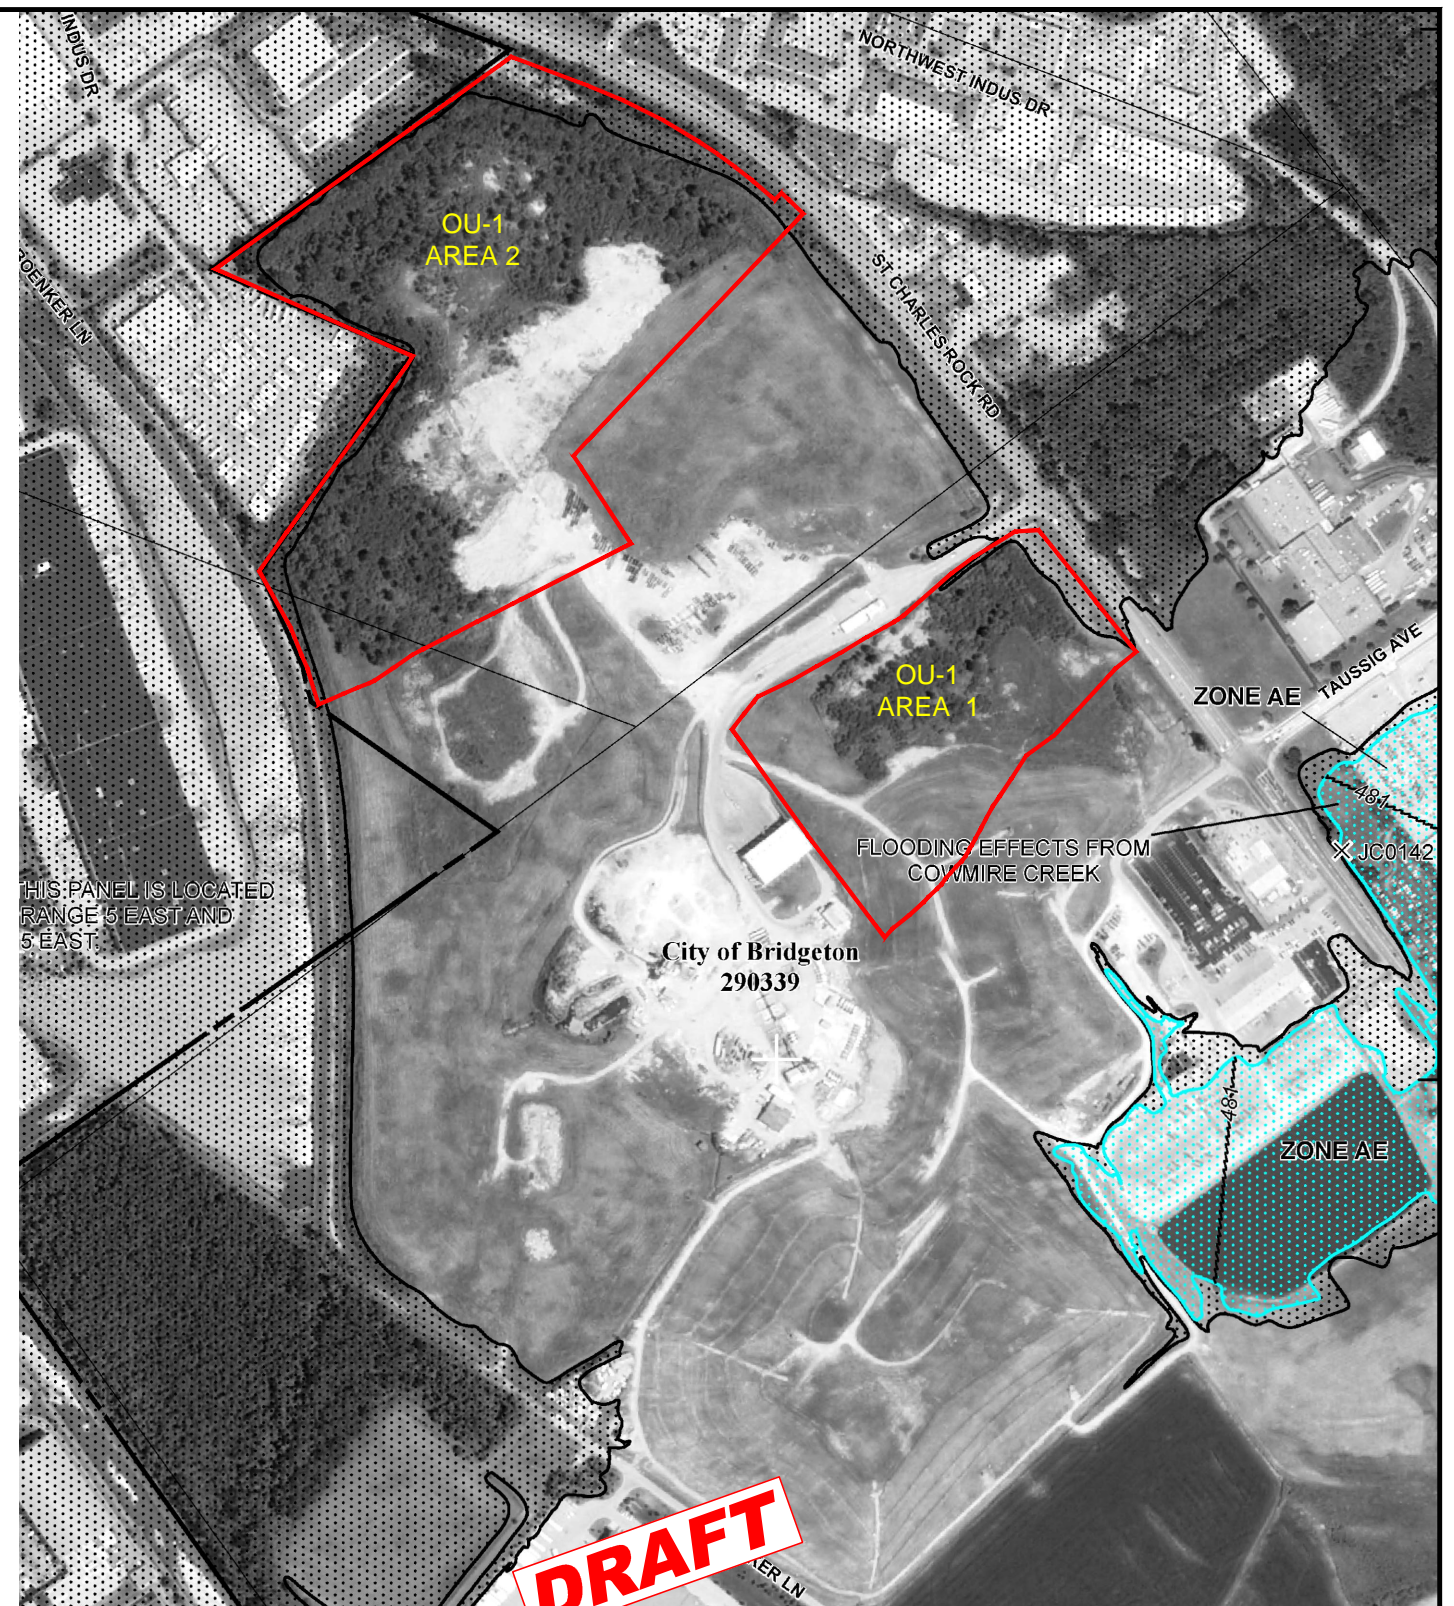 INDUS DR
NORTHWEST INDUS DR
OU-1
AREA 2
ROENKER LN
ST CHARLES ROCK RD
OU-1
AREA 1
ZONE AE
TAUSSIG AVE
481
FLOODING EFFECTS FROM
COWMIRE CREEK
JC0142
THIS PANEL IS LOCATED
RANGE 5 EAST AND
5 EAST.
City of Bridgeton
290339
481
ZONE AE
DRAFT
KER LN